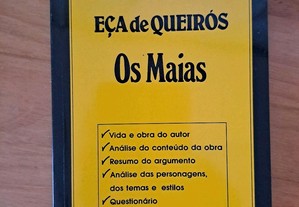 EÇA de QUEIRÓS
Os Maias
✓Vida e obra do autor
✓Análise do conteúdo da obra
✓Resumo do argumento
✓Análise das personagens,
dos temas e estilos
✓Questionário